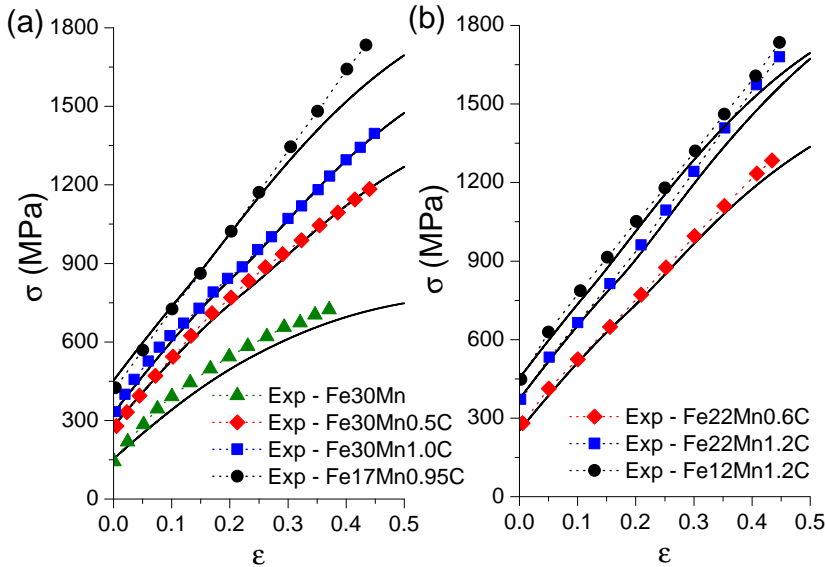 (a)
1800
1500
1200
900
600
300
0
σ (MPa)
0.0 0.1 0.2 0.3 0.4 0.5
ε
Exp - Fe30Mn
Exp - Fe30Mn0.5C
Exp - Fe30Mn1.0C
Exp - Fe17Mn0.95C
(b)
1800
1500
1200
900
600
300
0
σ (MPa)
0.0 0.1 0.2 0.3 0.4 0.5
ε
Exp - Fe22Mn0.6C
Exp - Fe22Mn1.2C
Exp - Fe12Mn1.2C